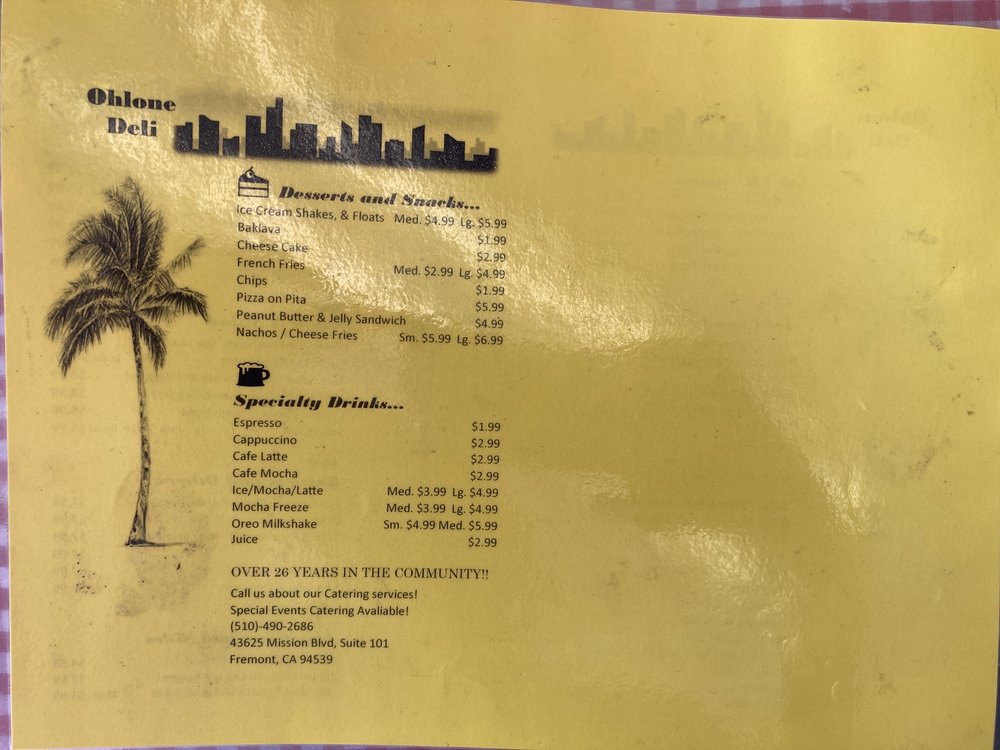 Ohlone
Deli
Desserts and Snacks...
Ice Cream Shakes, & Floats Med. $4.99 Lg. $5.99
Baklava $1.99
Cheese Cake $2.99
French Fries Med. $2.99 Lg. $4.99
Chips $1.99
Pizza on Pita $5.99
Peanut Butter & Jelly Sandwich $4.99
Nachos / Cheese Fries Sm. $5.99 Lg. $6.99
Specialty Drinks...
Espresso $1.99
Cappuccino $2.99
Cafe Latte $2.99
Cafe Mocha $2.99
Ice/Mocha/Latte Med. $3.99 Lg. $4.99
Mocha Freeze Med. $3.99 Lg. $4.99
Oreo Milkshake Sm. $4.99 Med. $5.99
Juice $2.99
OVER 26 YEARS IN THE COMMUNITY!!
Call us about our Catering services!
Special Events Catering Avaliable!
(510)-490-2686
43625 Mission Blvd, Suite 101
Fremont, CA 94539